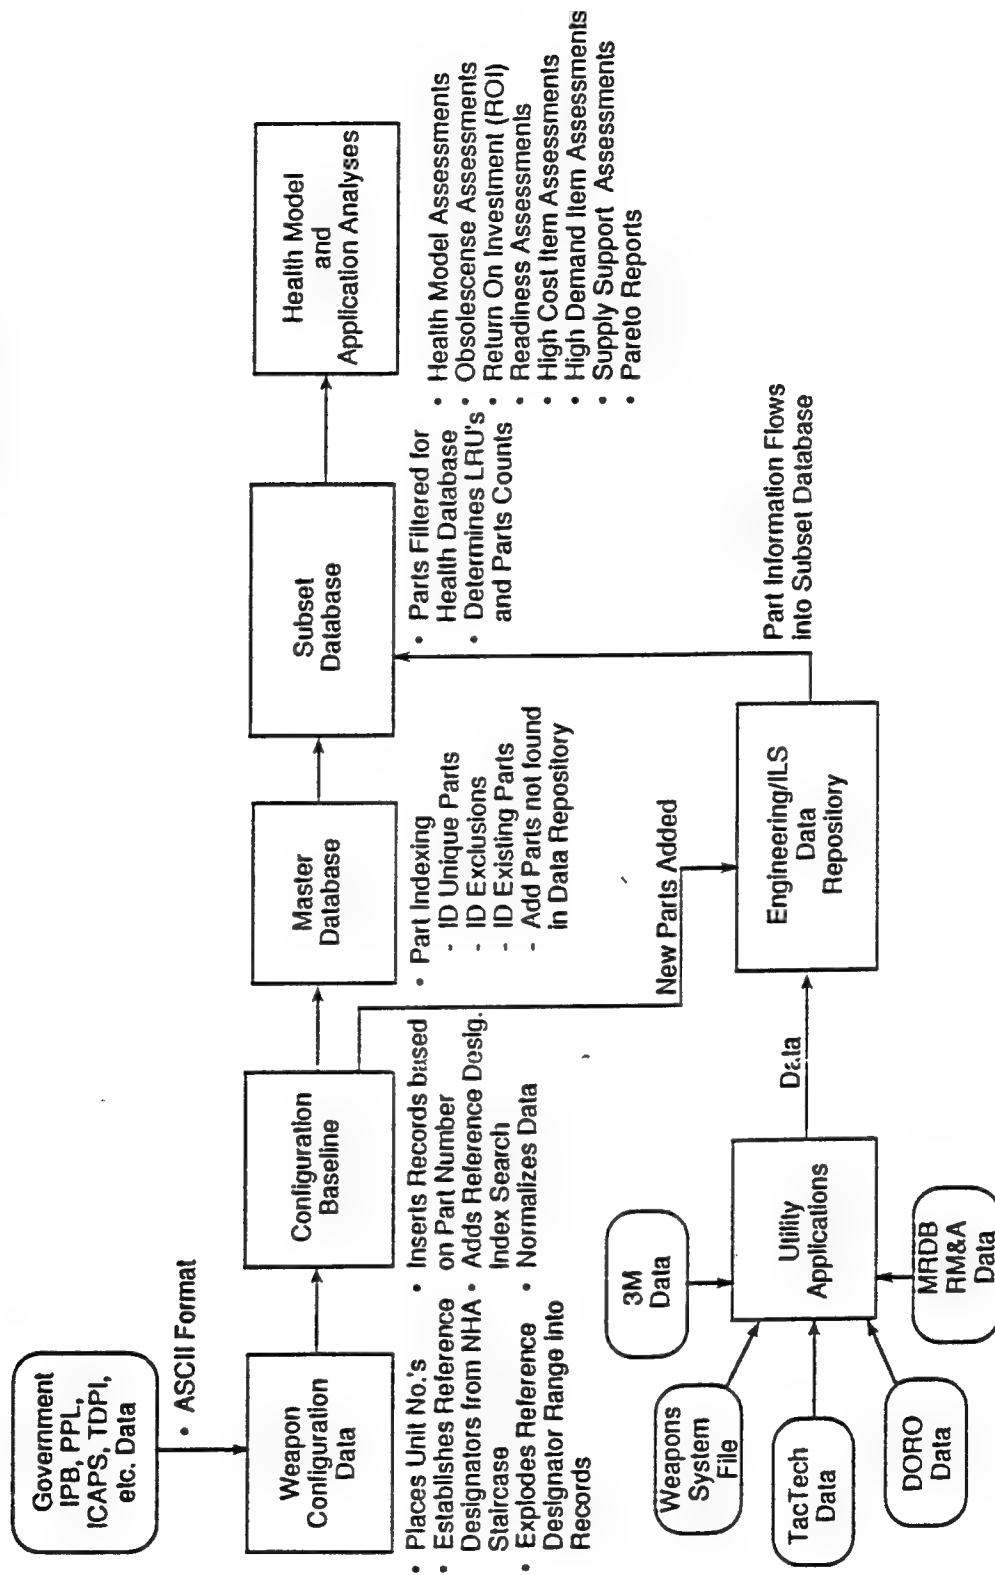 Government
IPB, PPL,
ICAPS, TDPI,
etc. Data
• ASCII Format
Weapon
Configuration
Data
• Places Unit No.'s
• Establishes Reference
Designators from NHA
Staircase
• Explodes Reference
Designator Range Into
Records
Configuration
Baseline
• Inserts Records based
on Part Number
• Adds Reference Desig.
Index Search
• Normalizes Data
Master
Database
• Part Indexing
- ID Unique Parts
- ID Exclusions
- ID Existing Parts
- Add Parts not found
in Data Repository
Subset
Database
• Parts Filtered for
Health Database
• Determines LRU's
and Parts Counts
Health Model
and
Application Analyses
• Health Model Assessments
• Obsolescense Assessments
• Return On Investment (ROI)
• Readiness Assessments
• High Cost Item Assessments
• High Demand Item Assessments
• Supply Support Assessments
• Pareto Reports
New Parts Added
Part Information Flows
into Subset Database
Weapons
System
File
3M
Data
TacTech
Data
DORO
Data
MRDB
RM&A
Data
Utility
Applications
Data
Engineering/ILS
Data
Repository